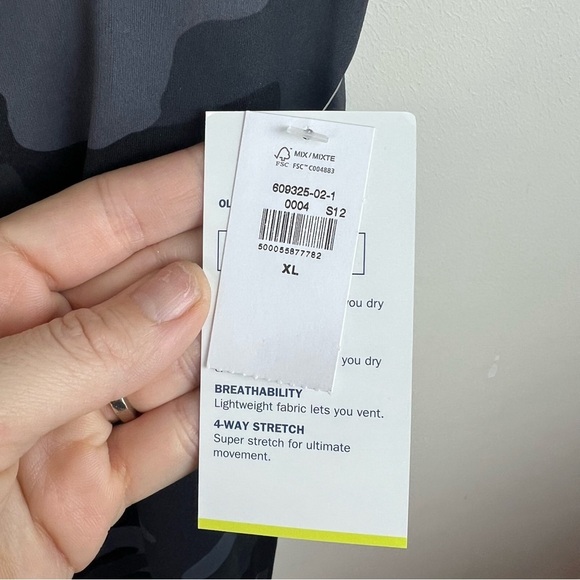 MIX / MIXTE
FSC
FSC™ C004883
609325-02-1
0004 S12
500055877782
XL
OL
you dry
you dry
BREATHABILITY
Lightweight fabric lets you vent.
4-WAY STRETCH
Super stretch for ultimate
movement.